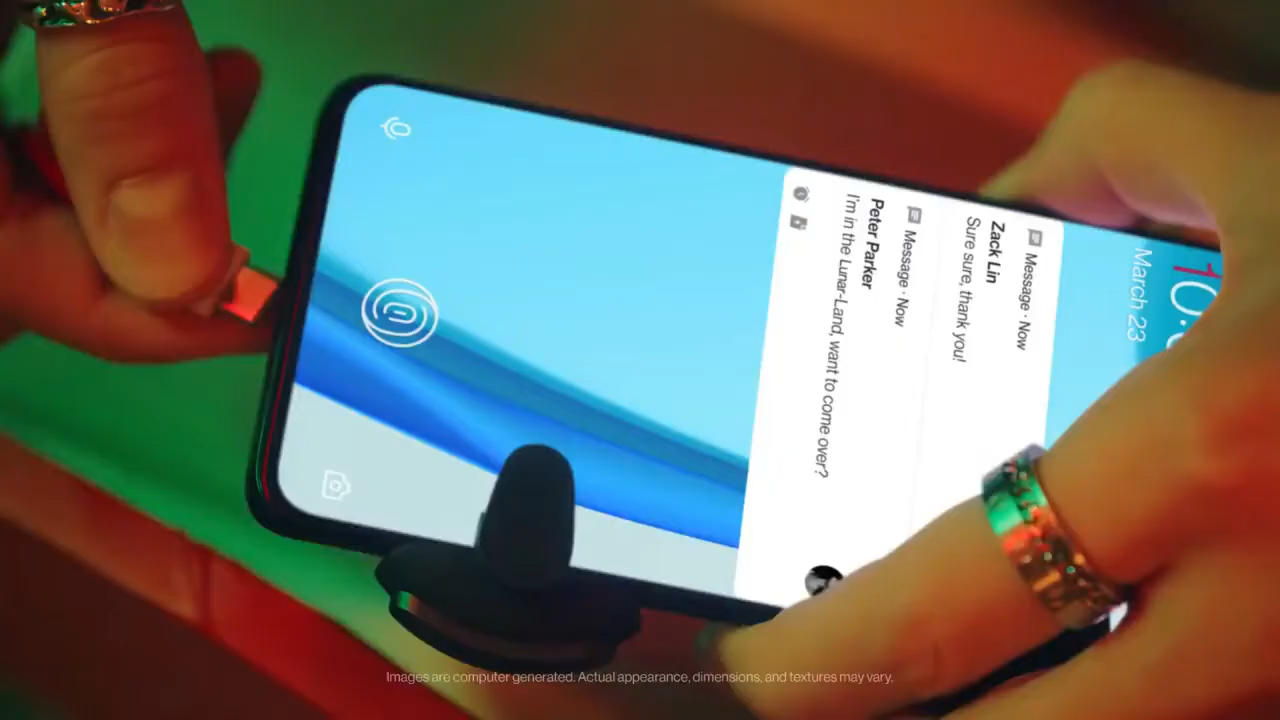 March 23
Message · Now
Zack Lin
Sure sure, thank you!
Message · Now
Peter Parker
I'm in the Lunar-Land, want to come over?
Images are computer generated. Actual appearance, dimensions, and textures may vary.